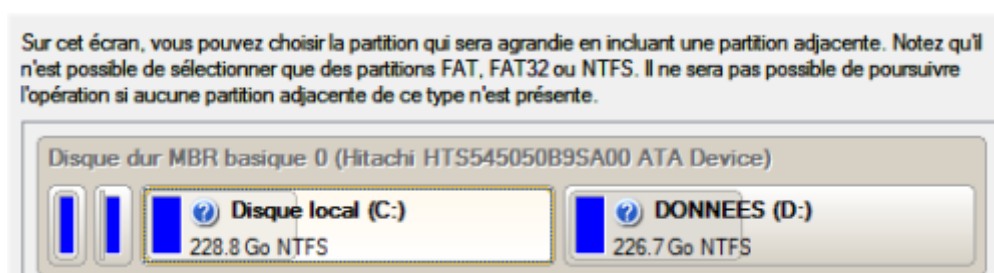 Sur cet écran, vous pouvez choisir la partition qui sera agrandie en incluant une partition adjacente. Notez qu'il
n'est possible de sélectionner que des partitions FAT, FAT32 ou NTFS. Il ne sera pas possible de poursuivre
l'opération si aucune partition adjacente de ce type n'est présente.
Disque dur MBR basique 0 (Hitachi HTS545050B9SA00 ATA Device)
Disque local (C:)
228.8 Go NTFS
DONNEES (D:)
226.7 Go NTFS